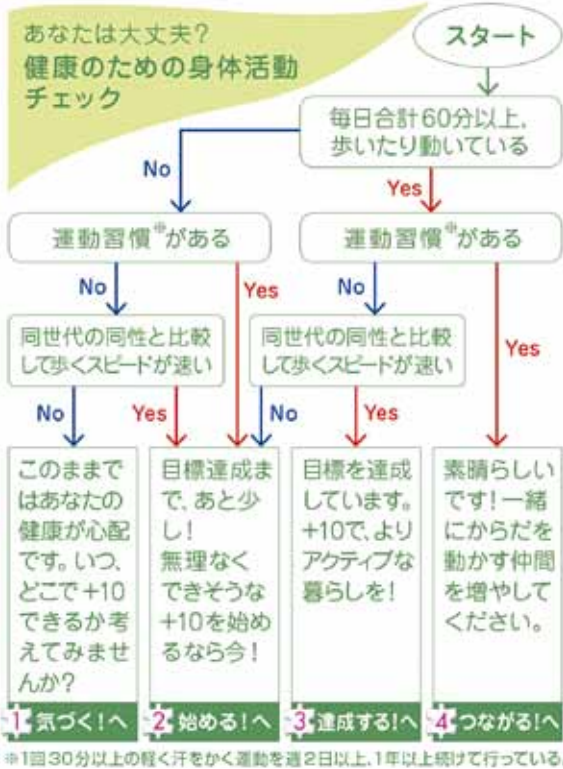 あなたは大丈夫?
健康のための身体活動
チェック
スタート
毎日合計60分以上、
歩いたり動いている
No
Yes
運動習慣※がある
運動習慣※がある
No
Yes
No
Yes
同世代の同性と比較
して歩くスピードが速い
同世代の同性と比較
して歩くスピードが速い
No
Yes
No
Yes
このままで
はあなたの
健康が心配
です。いつ、
どこで+10
できるか考
えてみませ
んか?
目標達成ま
で、あと少
し!
無理なく
できそうな
+10を始め
るなら今!
目標を達成
しています。
+10で、より
アクティブな
暮らしを!
素晴らしい
です!一緒
にからだを
動かす仲間
を増やして
ください。
1 気づく!へ
2 始める!へ
3 達成する!へ
4 つながる!へ
※1回30分以上の軽く汗をかく運動を週2日以上、1年以上続けて行っている